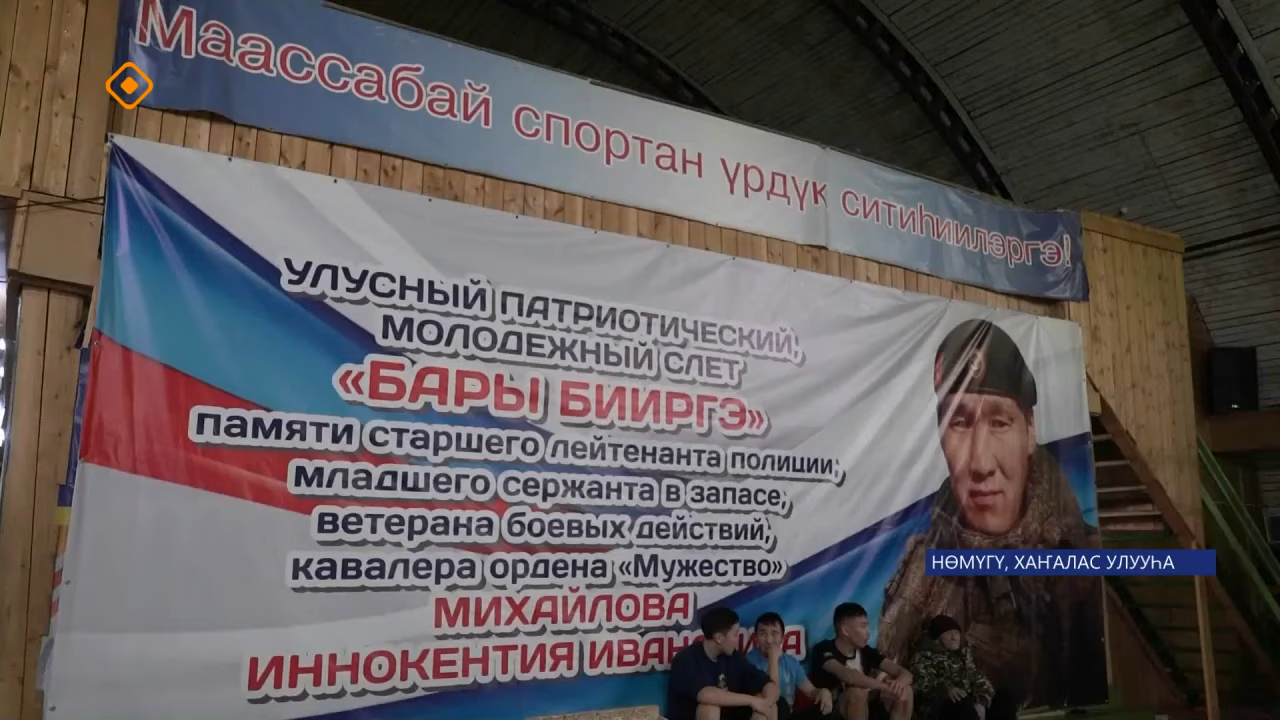 Маассабай спортан үрдүк ситиһиилэргэ!
УЛУСНЫЙ ПАТРИОТИЧЕСКИЙ,
МОЛОДЕЖНЫЙ СЛЕТ
«БАРЫ БИИРГЭ»
памяти старшего лейтенанта полиции,
младшего сержанта в запасе,
ветерана боевых действий,
кавалера ордена «Мужество»
МИХАЙЛОВА
ИННОКЕНТИЯ
НӨМҮГҮ, ХАҤАЛАС УЛУУҺА